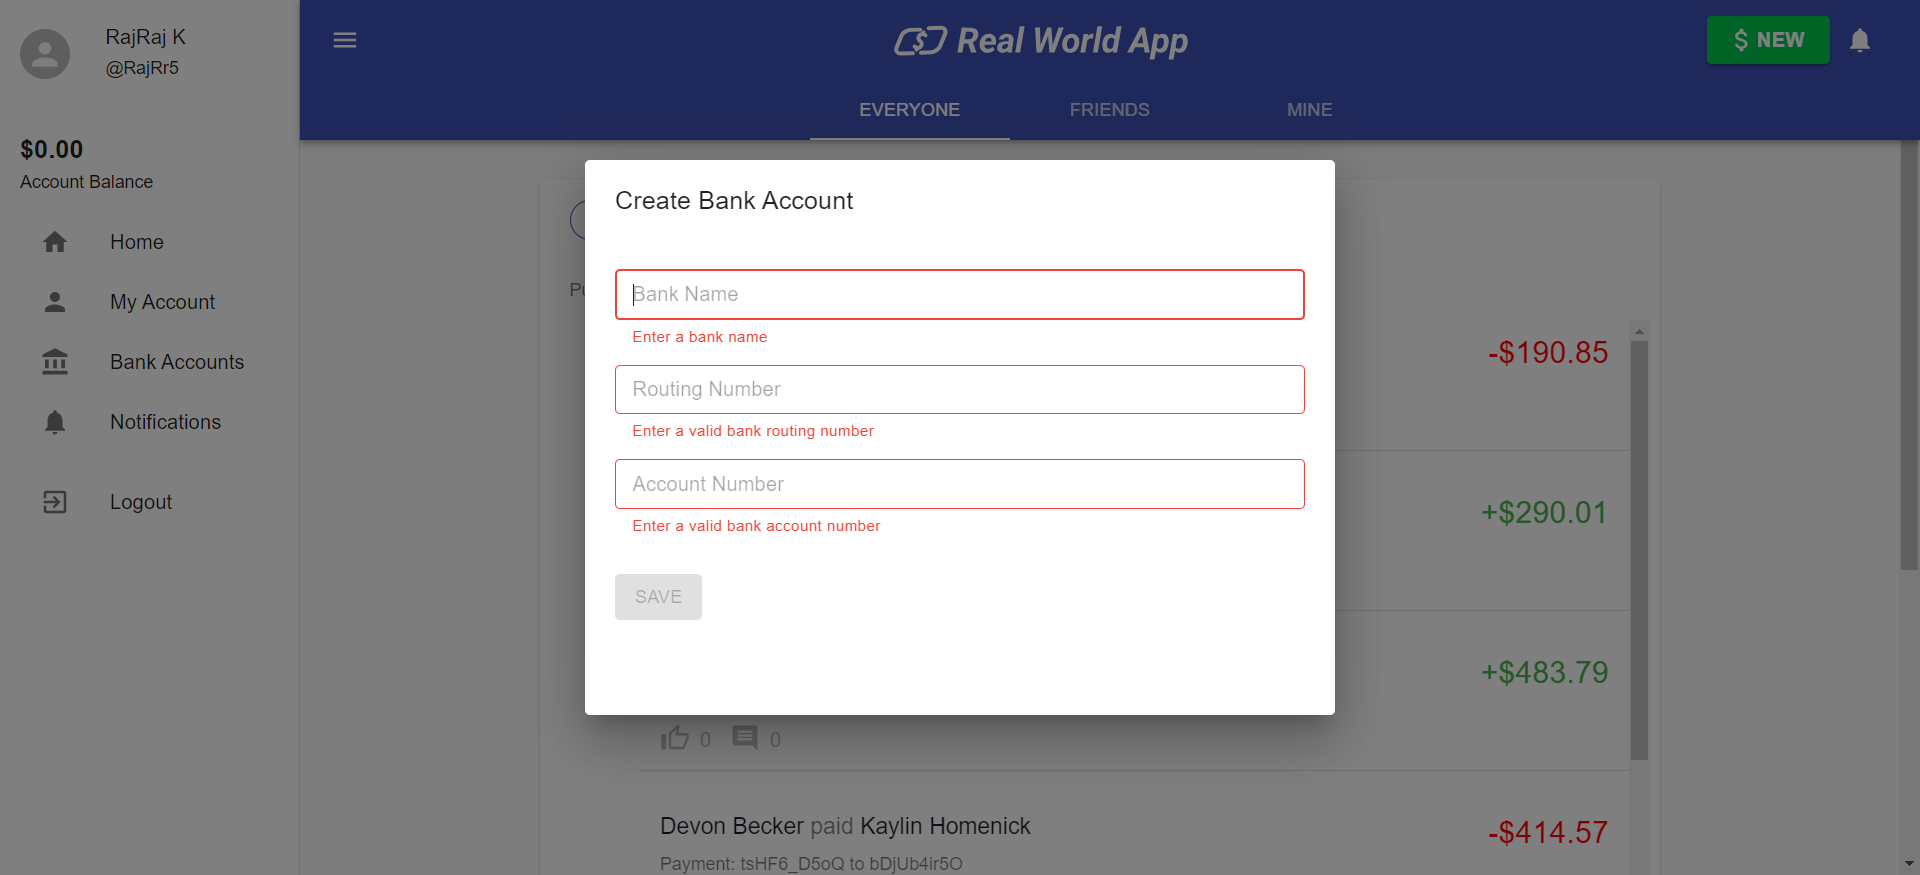 RajRaj K
@RajRr5
$0.00
Account Balance
Home
My Account
Bank Accounts
Notifications
Logout
Real World App
$ NEW
EVERYONE
FRIENDS
MINE
Create Bank Account
Bank Name
Enter a bank name
Routing Number
Enter a valid bank routing number
Account Number
Enter a valid bank account number
SAVE
-$190.85
+$290.01
+$483.79
0
0
Devon Becker paid Kaylin Homenick
-$414.57
Payment: tsHF6_D5oQ to bDjUb4ir5O